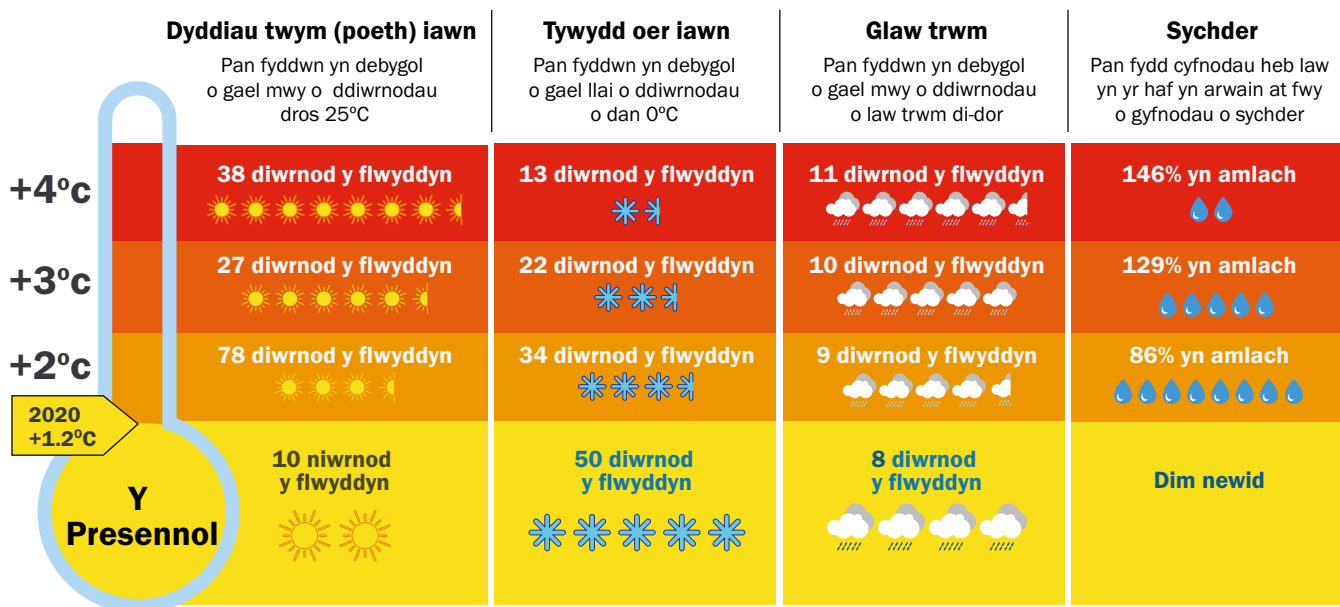 Dyddiau twym (poeth) iawn
Pan fyddwn yn debygol
o gael mwy o ddiwrnodau
dros 25ºC
Tywydd oer iawn
Pan fyddwn yn debygol
o gael llai o ddiwrnodau
o dan 0ºC
Glaw trwm
Pan fyddwn yn debygol
o gael mwy o ddiwrnodau
o law trwm di-dor
Sychder
Pan fydd cyfnodau heb law
yn yr haf yn arwain at fwy
o gyfnodau o sychder
+4ºc
38 diwrnod y flwyddyn
13 diwrnod y flwyddyn
11 diwrnod y flwyddyn
146% yn amlach
+3ºc
27 diwrnod y flwyddyn
22 diwrnod y flwyddyn
10 diwrnod y flwyddyn
129% yn amlach
+2ºc
78 diwrnod y flwyddyn
34 diwrnod y flwyddyn
9 diwrnod y flwyddyn
86% yn amlach
2020
+1.2ºC
Y
Presennol
10 niwrnod
y flwyddyn
50 diwrnod
y flwyddyn
8 diwrnod
y flwyddyn
Dim newid